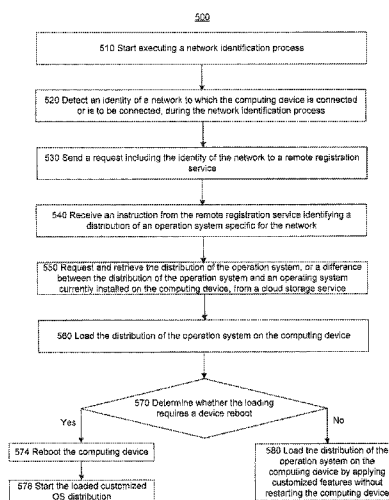 500
510 Start executing a network identification process
520 Detect an identity of a network to which the computing device is connected
or is to be connected, during the network identification process
530 Send a request including the identity of the network to a remote registration
service
540 Receive an instruction from the remote registration service identifying a
distribution of an operation system specific for the network
550 Request and retrieve the distribution of the operation system, or a difference
between the distribution of the operation system and an operating system
currently installed on the computing device, from a cloud storage service
560 Load the distribution of the operation system on the computing device
570 Determine whether the loading
requires a device reboot
Yes
No
574 Reboot the computing device
578 Start the loaded customized
OS distribution
580 Load the distribution of the
operation system on the
computing device by applying
customized features without
restarting the computing device